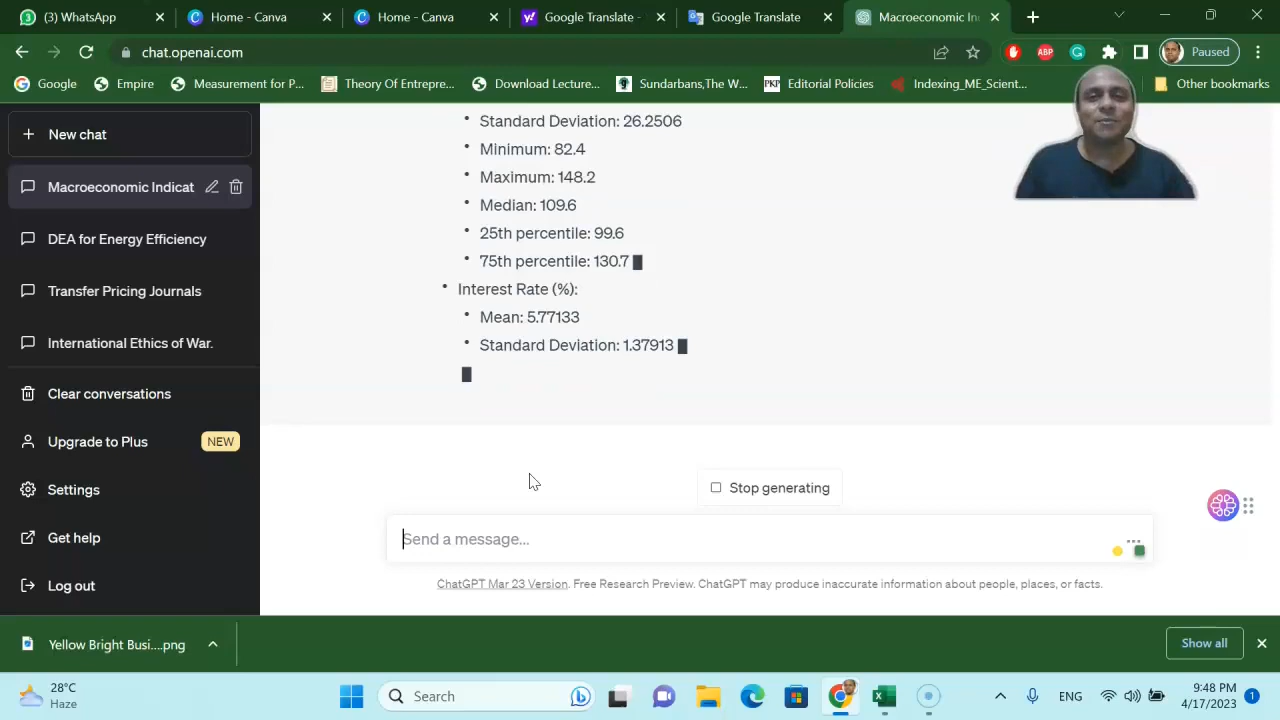 3 WhatsApp
Home - Canva
Home - Canva
Google Translate -
Google Translate
Macroeconomic In
chat.openai.com
ABP
Paused
Google
Empire
Measurement for P...
Theory Of Entrepre...
Download Lecture...
Sundarbans,The W...
PKP Editorial Policies
Indexing_ME_Scient...
Other bookmarks
New chat
Macroeconomic Indicat
DEA for Energy Efficiency
Transfer Pricing Journals
International Ethics of War.
Clear conversations
Upgrade to Plus NEW
Settings
Get help
Log out
Standard Deviation: 26.2506
Minimum: 82.4
Maximum: 148.2
Median: 109.6
25th percentile: 99.6
75th percentile: 130.7
Interest Rate (%):
Mean: 5.77133
Standard Deviation: 1.37913
Stop generating
Send a message...
ChatGPT Mar 23 Version. Free Research Preview. ChatGPT may produce inaccurate information about people, places, or facts.
Yellow Bright Busi....png
Show all
28°C
Haze
Search
ENG
9:48 PM
4/17/2023
1